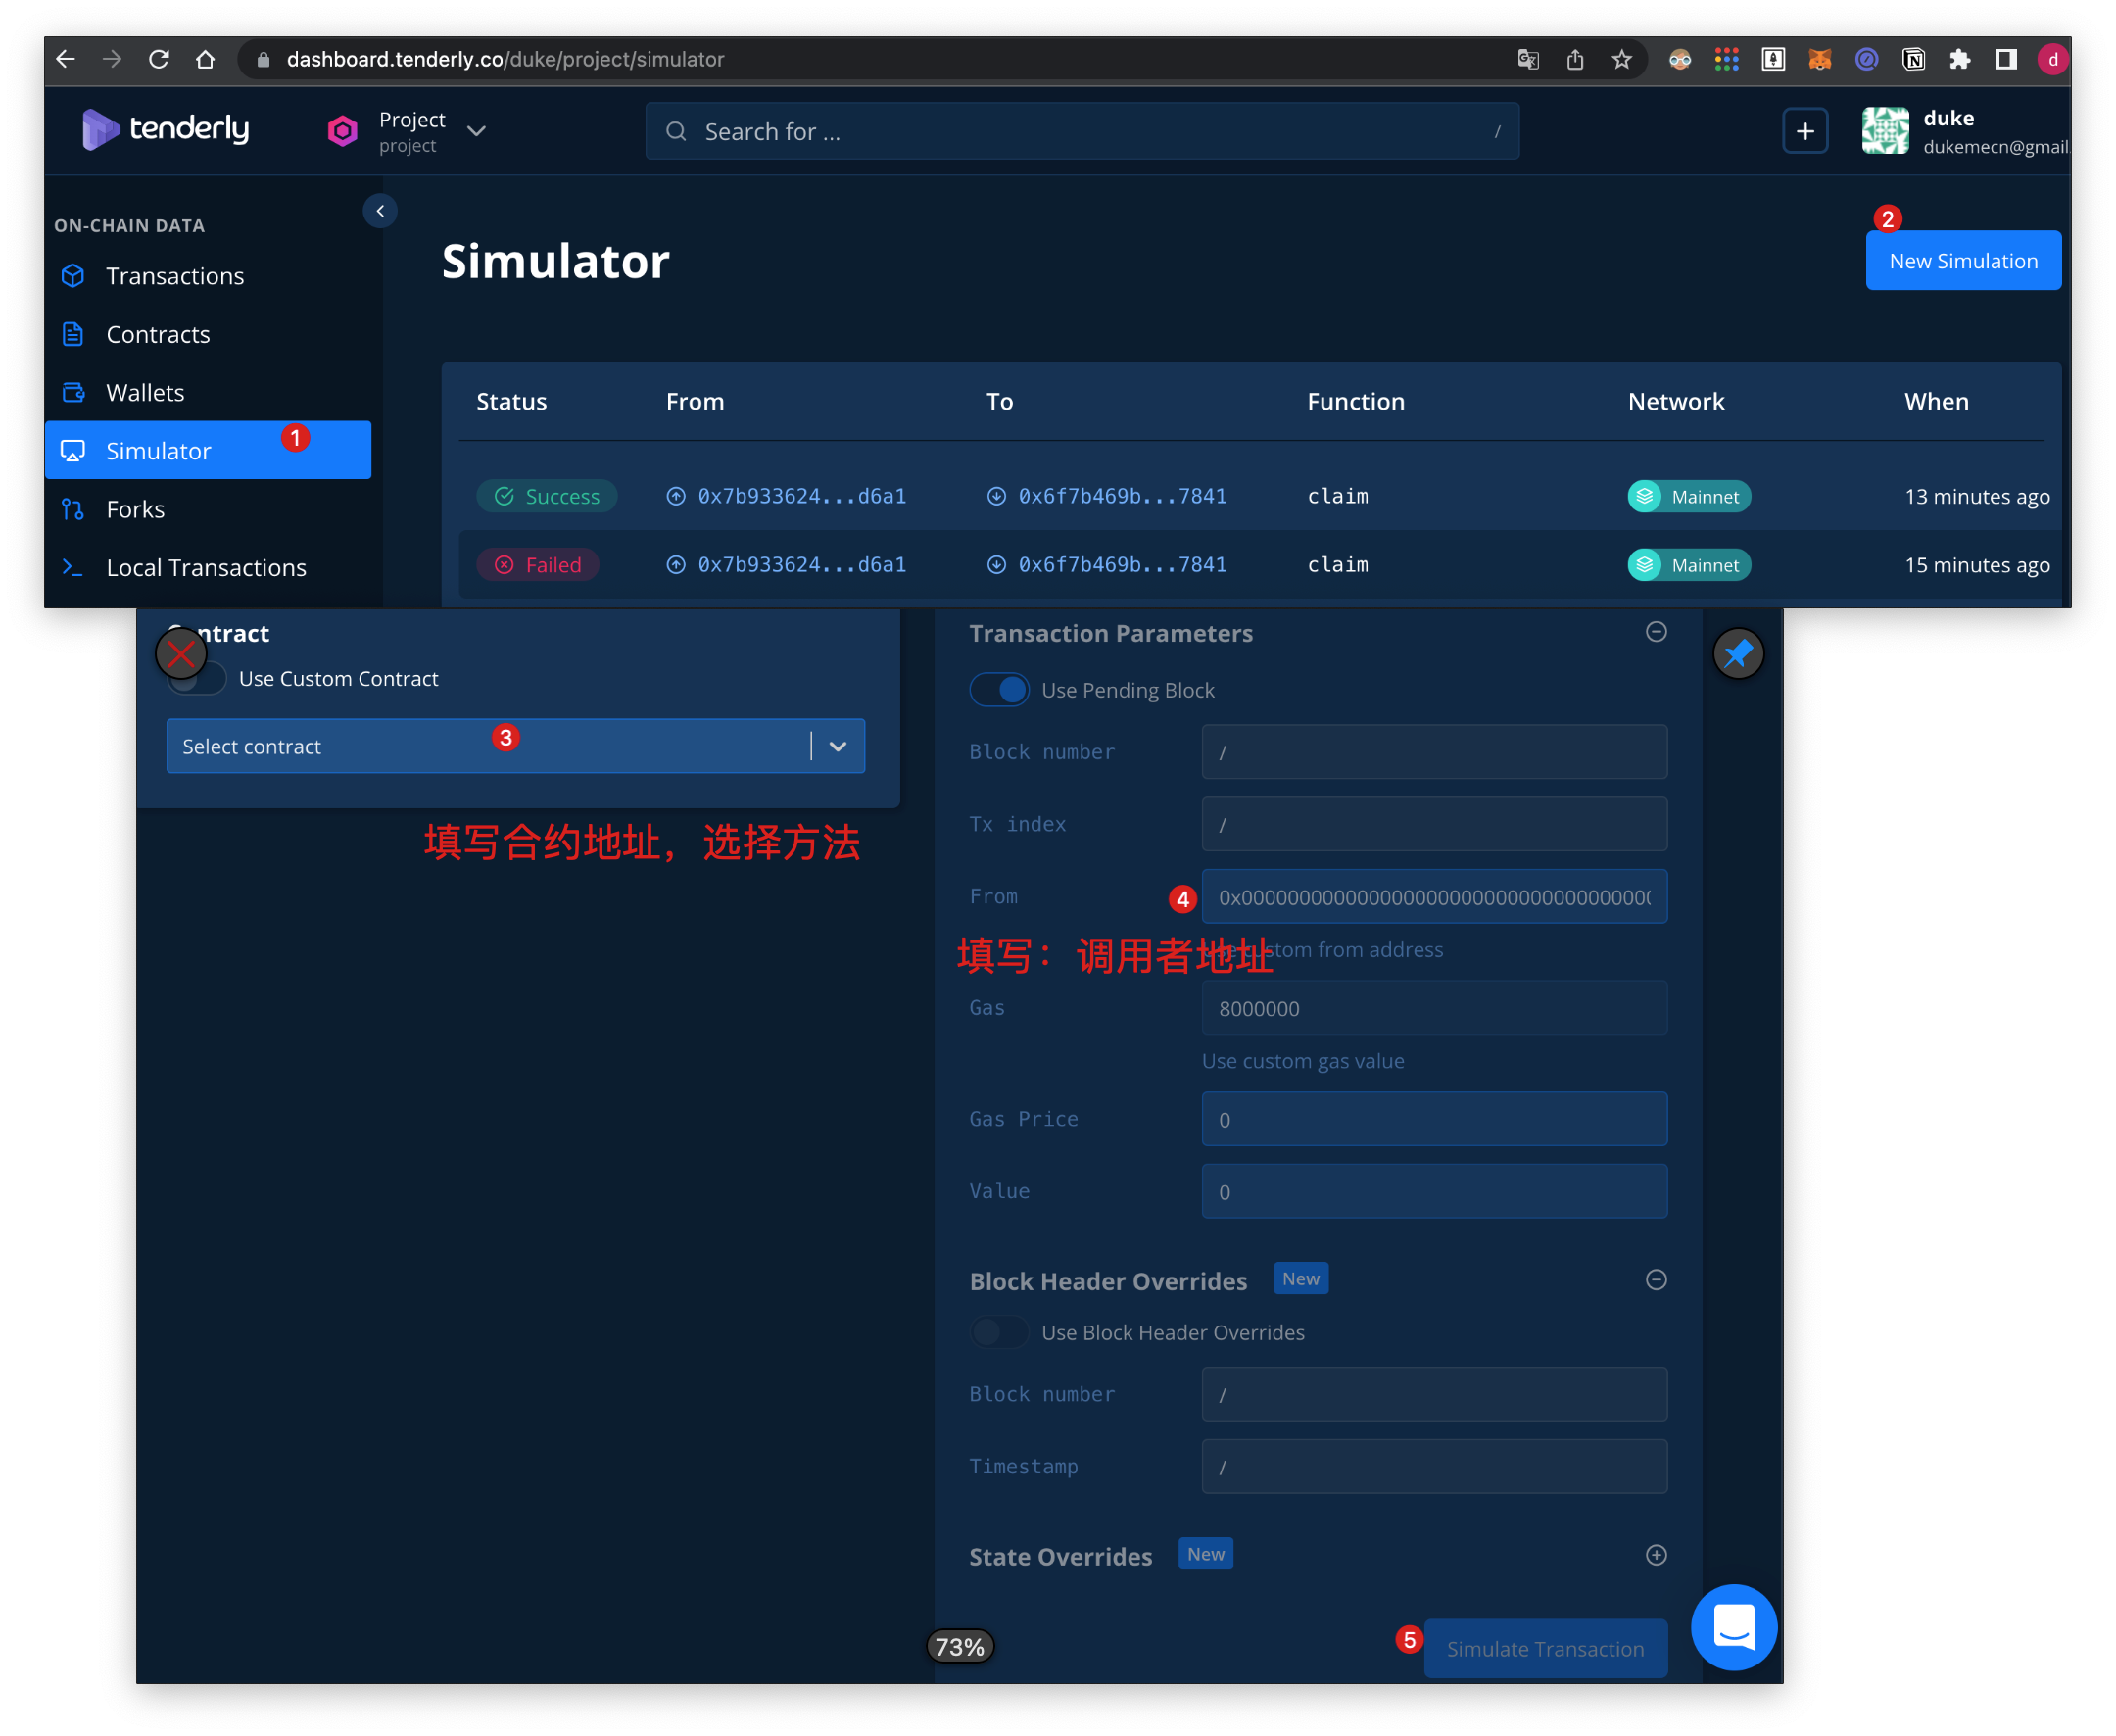 dashboard.tenderly.co/duke/project/simulator
d
tenderly
Project
project
Search for ...
/
+
duke
dukemecn@gmail.
ON-CHAIN DATA
Transactions
Contracts
Wallets
Simulator
1
Forks
Local Transactions
Simulator
2
New Simulation
Status From To Function Network When
Success 0x7b933624...d6a1 0x6f7b469b...7841 claim Mainnet 13 minutes ago
Failed 0x7b933624...d6a1 0x6f7b469b...7841 claim Mainnet 15 minutes ago
ntract
Use Custom Contract
Select contract
3
填写合约地址，选择方法
Transaction Parameters
Use Pending Block
Block number /
Tx index /
From
4
填写：调用者地址
custom from address
Gas 8000000
Use custom gas value
Gas Price 0
Value 0
Block Header Overrides New
Use Block Header Overrides
Block number /
Timestamp /
State Overrides New
73%
5
Simulate Transaction